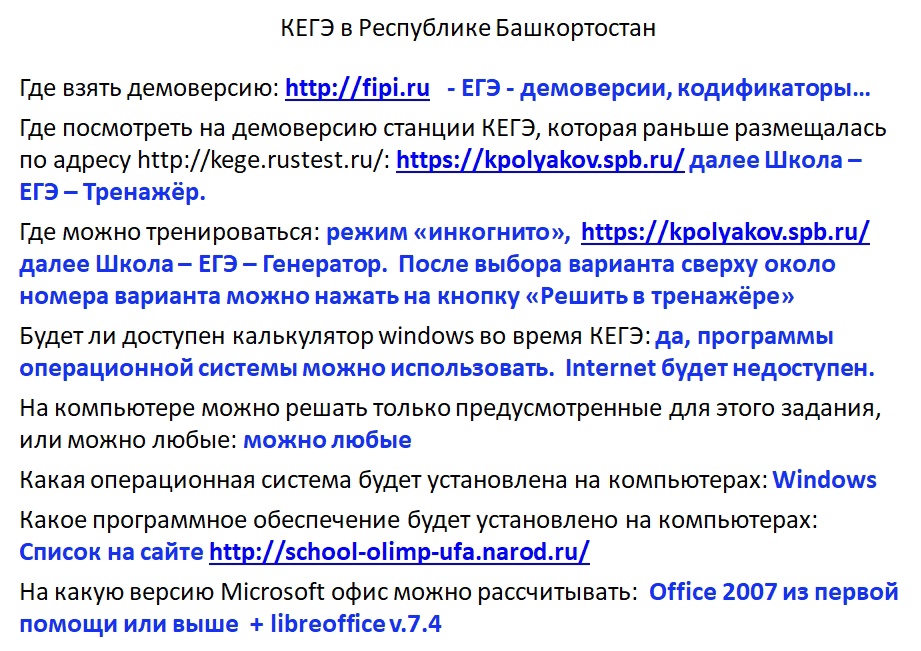 КЕГЭ в Республике Башкортостан
Где взять демоверсию: http://fipi.ru - ЕГЭ - демоверсии, кодификаторы…
Где посмотреть на демоверсию станции КЕГЭ, которая раньше размещалась
по адресу http://kege.rustest.ru/: https://kpolyakov.spb.ru/ далее Школа –
ЕГЭ – Тренажёр.
Где можно тренироваться: режим «инкогнито», https://kpolyakov.spb.ru/
далее Школа – ЕГЭ – Генератор. После выбора варианта сверху около
номера варианта можно нажать на кнопку «Решить в тренажёре»
Будет ли доступен калькулятор windows во время КЕГЭ: да, программы
операционной системы можно использовать. Internet будет недоступен.
На компьютере можно решать только предусмотренные для этого задания,
или можно любые: можно любые
Какая операционная система будет установлена на компьютерах: Windows
Какое программное обеспечение будет установлено на компьютерах:
Список на сайте http://school-olimp-ufa.narod.ru/
На какую версию Microsoft офис можно рассчитывать: Office 2007 из первой
помощи или выше + libreoffice v.7.4